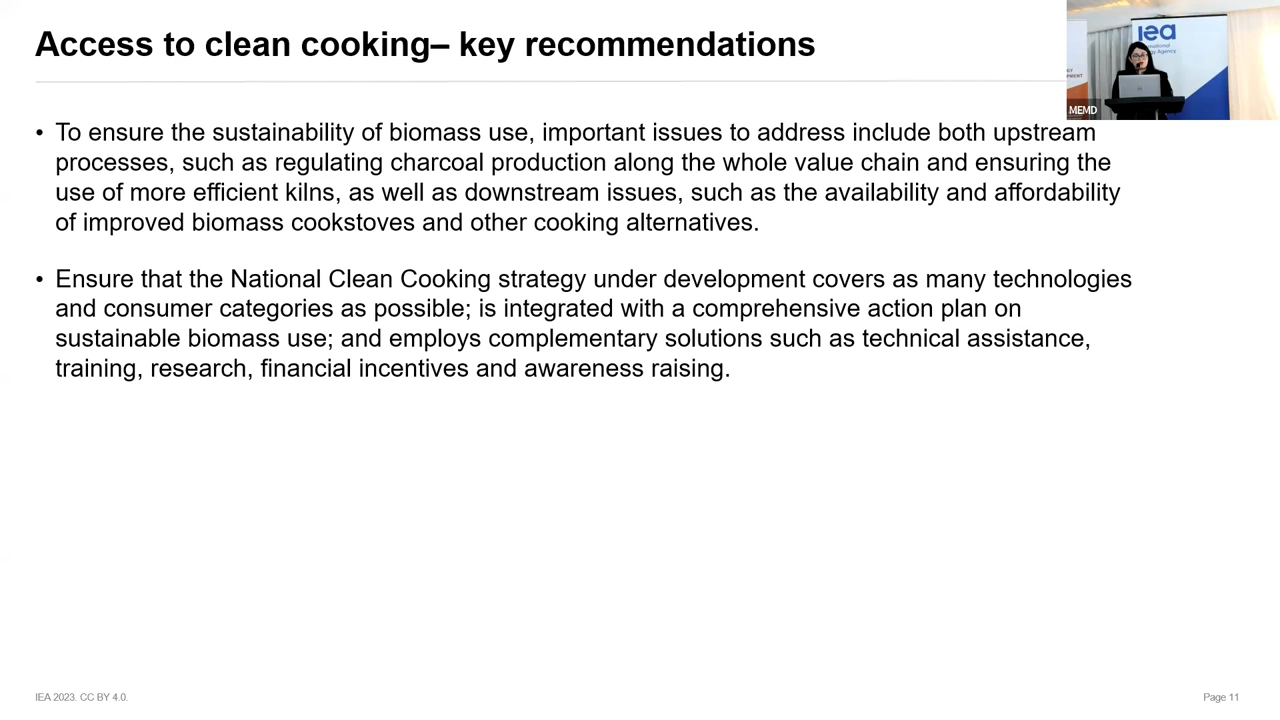 Access to clean cooking– key recommendations
iea
Energy Agency
MEMD
• To ensure the sustainability of biomass use, important issues to address include both upstream
processes, such as regulating charcoal production along the whole value chain and ensuring the
use of more efficient kilns, as well as downstream issues, such as the availability and affordability
of improved biomass cookstoves and other cooking alternatives.
• Ensure that the National Clean Cooking strategy under development covers as many technologies
and consumer categories as possible; is integrated with a comprehensive action plan on
sustainable biomass use; and employs complementary solutions such as technical assistance,
training, research, financial incentives and awareness raising.
IEA 2023. CC BY 4.0.
Page 11